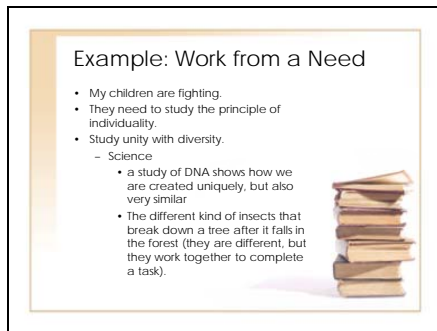 Example: Work from a Need
• My children are fighting.
• They need to study the principle of
individuality.
• Study unity with diversity.
– Science
• a study of DNA shows how we
are created uniquely, but also
very similar
• The different kind of insects that
break down a tree after it falls in
the forest (they are different, but
they work together to complete
a task).